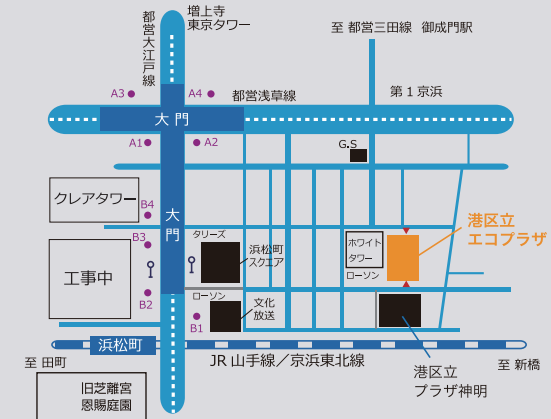 増上寺
東京タワー
都営大江戸線
至 都営三田線 御成門駅
A3
A4
都営浅草線
第1京浜
大門
A1
A2
G.S
クレアタワー
B4
大門
港区立
エコプラザ
B3
タリーズ
浜松町
スクエア
ホワイト
タワー
ローソン
工事中
B2
ローソン
文化
放送
B1
浜松町
JR 山手線／京浜東北線
至 田町
至 新橋
港区立
プラザ神明
旧芝離宮
恩賜庭園